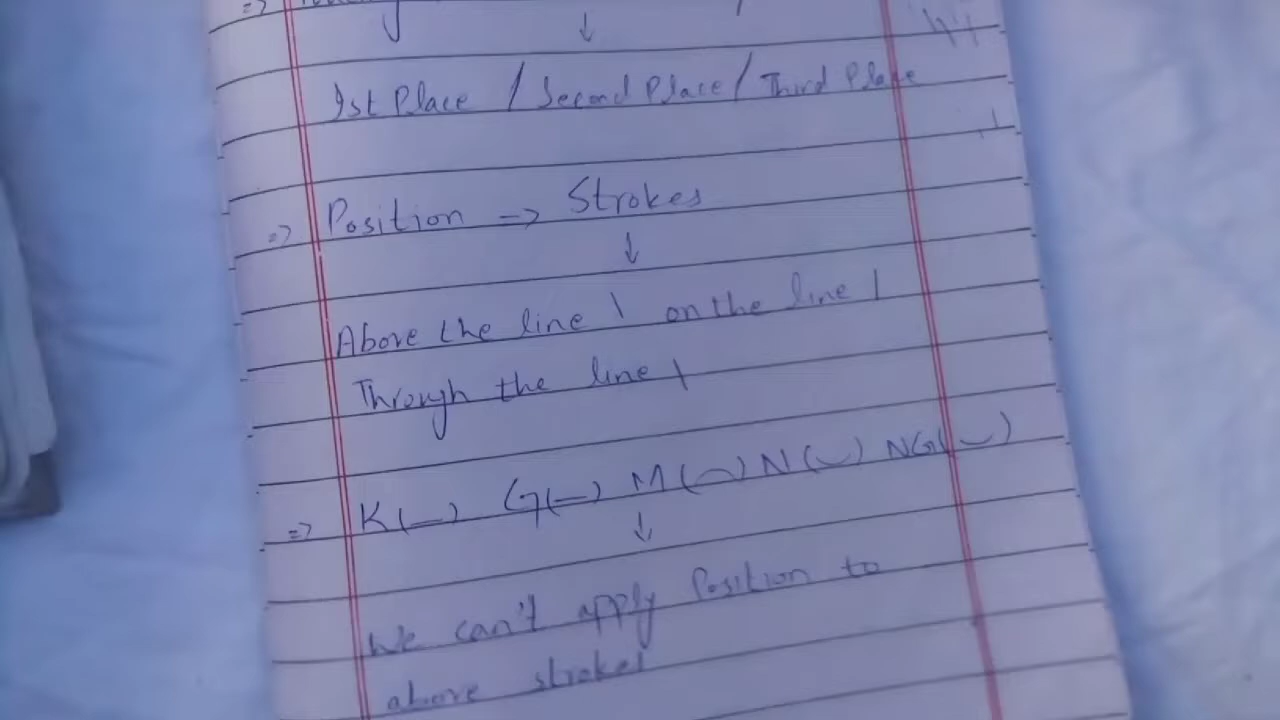 =>
↓
Ist Place / Second Place / Third Place
=> Position -> Strokes
↓
Above the line \ on the line |
Through the line \
=> K (—) G (—) M (⌒) N (⌣) NG (⌣)
↓
We can't apply Position to
above strokes